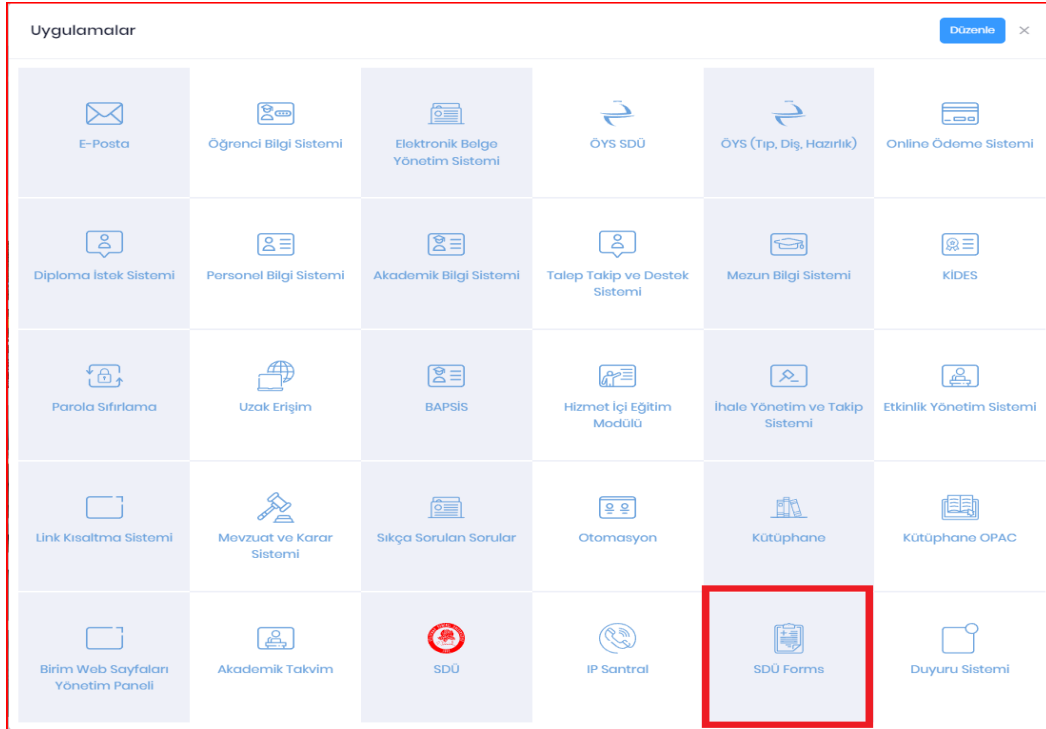 Uygulamalar
Düzenle
E-Posta
Öğrenci Bilgi Sistemi
Elektronik Belge
Yönetim Sistemi
ÖYS SDÜ
ÖYS (Tıp, Diş, Hazırlık)
Online Ödeme Sistemi
Diploma İstek Sistemi
Personel Bilgi Sistemi
Akademik Bilgi Sistemi
Talep Takip ve Destek
Sistemi
Mezun Bilgi Sistemi
KİDES
Parola Sıfırlama
Uzak Erişim
BAPSİS
Hizmet İçi Eğitim
Modülü
İhale Yönetim ve Takip
Sistemi
Etkinlik Yönetim Sistemi
Link Kısaltma Sistemi
Mevzuat ve Karar
Sistemi
Sıkça Sorulan Sorular
Otomasyon
Kütüphane
Kütüphane OPAC
Birim Web Sayfaları
Yönetim Paneli
Akademik Takvim
SDÜ
IP Santral
SDÜ Forms
Duyuru Sistemi